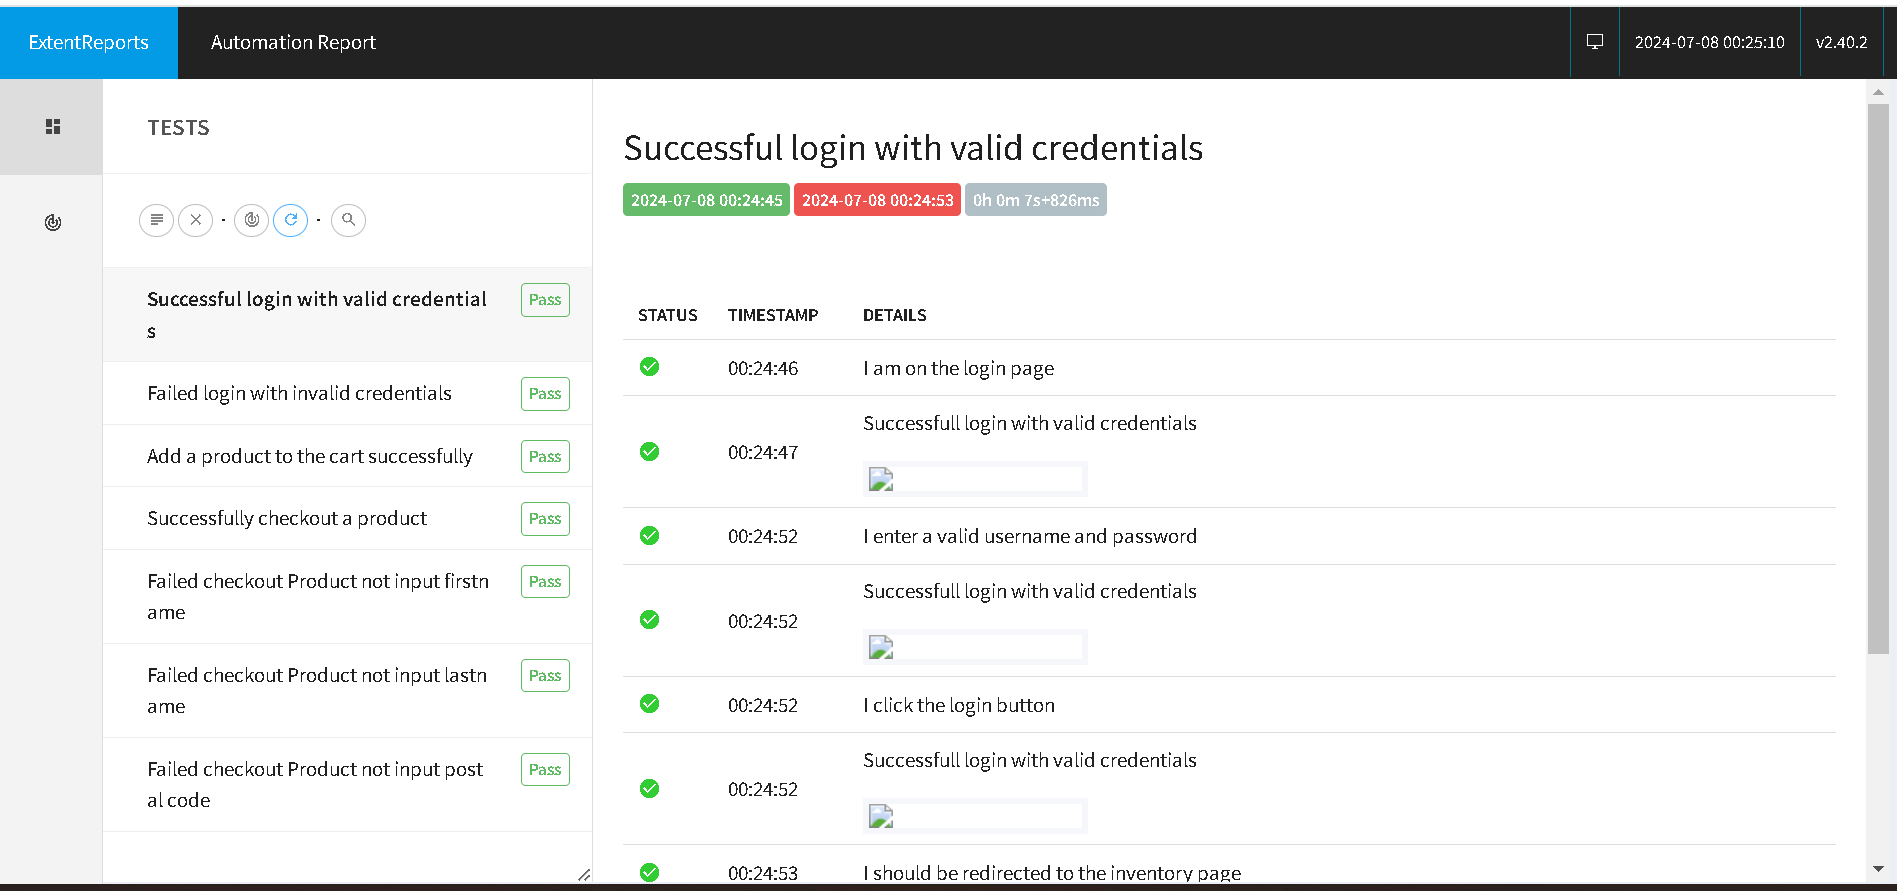 ExtentReports
Automation Report
2024-07-08 00:25:10
v2.40.2
TESTS
Successful login with valid credential
s
Pass
Failed login with invalid credentials
Pass
Add a product to the cart successfully
Pass
Successfully checkout a product
Pass
Failed checkout Product not input firstn
ame
Pass
Failed checkout Product not input lastn
ame
Pass
Failed checkout Product not input post
al code
Pass
Successful login with valid credentials
2024-07-08 00:24:45 2024-07-08 00:24:53 0h 0m 7s+826ms
STATUS TIMESTAMP DETAILS
00:24:46 I am on the login page
Successfull login with valid credentials
00:24:47
00:24:52 I enter a valid username and password
Successfull login with valid credentials
00:24:52
00:24:52 I click the login button
Successfull login with valid credentials
00:24:52
00:24:53 I should be redirected to the inventory page